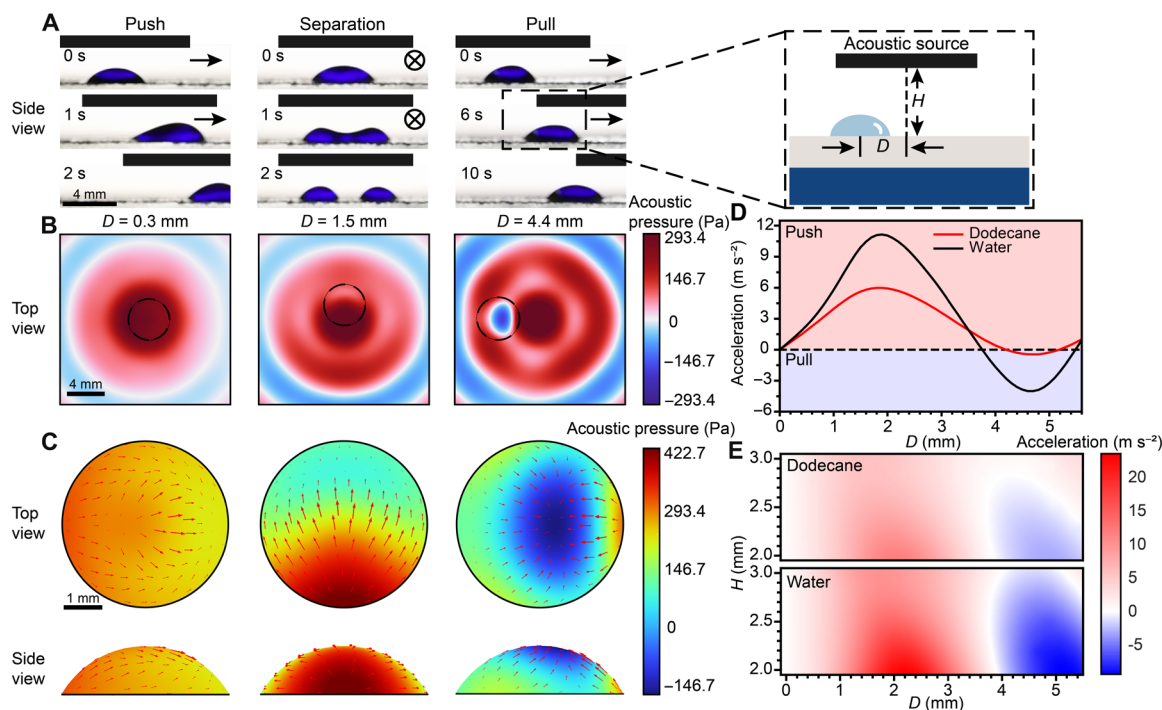 A
Push
Separation
Pull
Side
view
0 s
1 s
2 s
4 mm
0 s
1 s
2 s
0 s
6 s
10 s
Acoustic source
H
D
B
D = 0.3 mm
D = 1.5 mm
D = 4.4 mm
Acoustic
pressure (Pa)
Top
view
4 mm
293.4
146.7
0
−146.7
−293.4
C
Acoustic pressure (Pa)
Top
view
1 mm
Side
view
422.7
293.4
146.7
0
−146.7
D
Acceleration (m s⁻²)
12
9
6
3
0
−3
−6
Push
Dodecane
Water
Pull
0 1 2 3 4 5
D (mm)
E
Acceleration (m s⁻²)
H (mm)
3.0
2.5
2.0
Dodecane
3.0
2.5
2.0
Water
0 1 2 3 4 5
D (mm)
20
15
10
5
0
−5